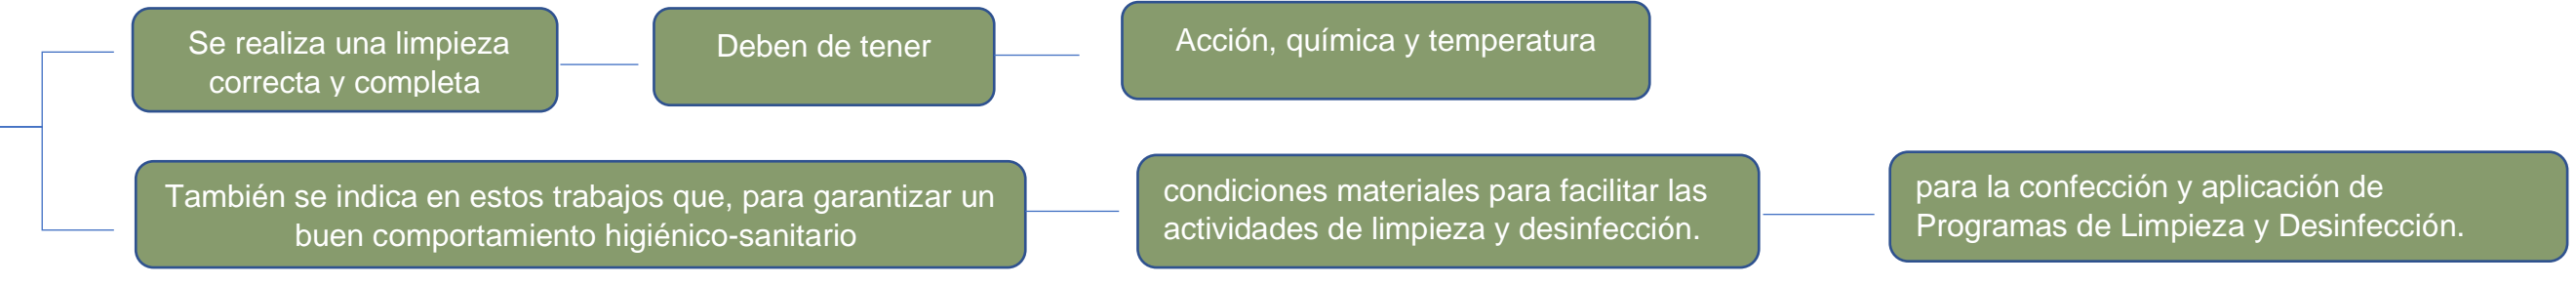 Se realiza una limpieza
correcta y completa
Deben de tener
Acción, química y temperatura
También se indica en estos trabajos que, para garantizar un
buen comportamiento higiénico-sanitario
condiciones materiales para facilitar las
actividades de limpieza y desinfección.
para la confección y aplicación de
Programas de Limpieza y Desinfección.